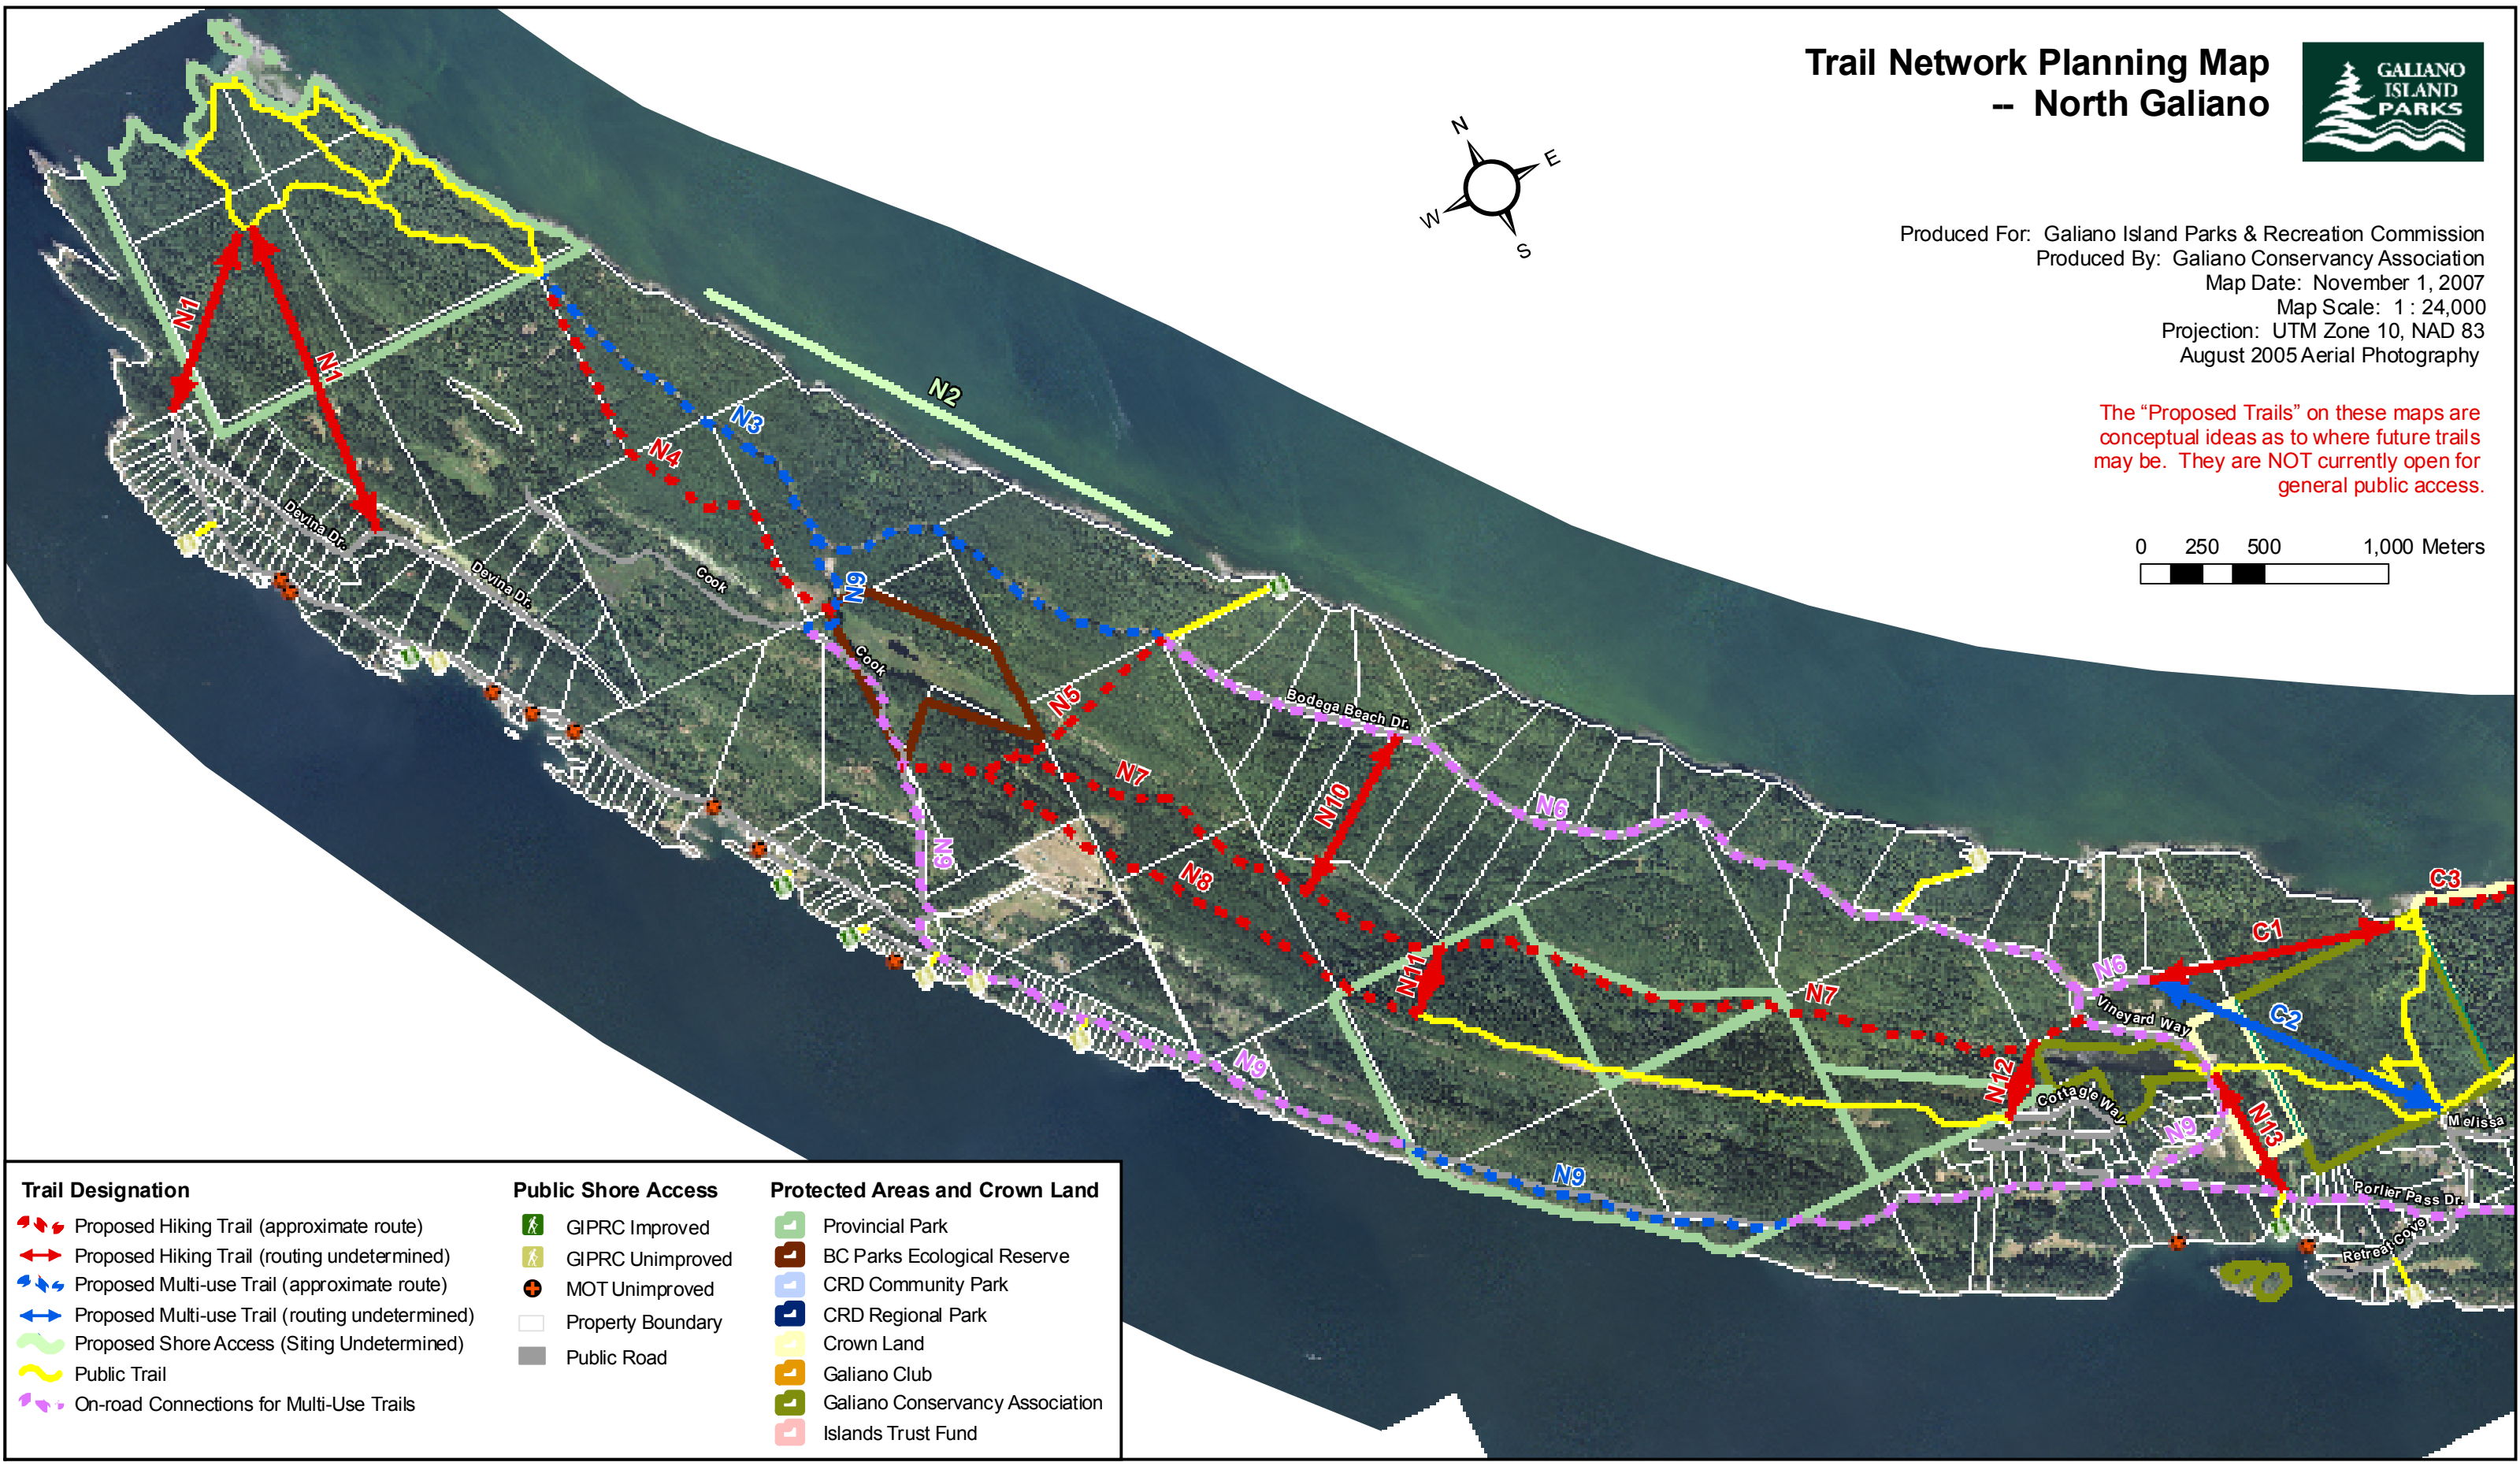 Trail Network Planning Map
-- North Galiano
GALIANO
ISLAND
PARKS
N
E
W
S
Produced For: Galiano Island Parks & Recreation Commission
Produced By: Galiano Conservancy Association
Map Date: November 1, 2007
Map Scale: 1 : 24,000
Projection: UTM Zone 10, NAD 83
August 2005 Aerial Photography
The “Proposed Trails” on these maps are
conceptual ideas as to where future trails
may be. They are NOT currently open for
general public access.
0 250 500 1,000 Meters
N1
N1
N2
N3
N4
Devina Dr.
Devina Dr.
Cook
N9
Cook
N5
Bodega Beach Dr.
N7
N10
N6
N9
N8
N11
C3
C1
N6
N7
Vineyard Way
C2
N9
N12
Cottage Way
N13
Melissa
N9
N9
Porlier Pass Dr.
Retreat Cove
Trail Designation
Proposed Hiking Trail (approximate route)
Proposed Hiking Trail (routing undetermined)
Proposed Multi-use Trail (approximate route)
Proposed Multi-use Trail (routing undetermined)
Proposed Shore Access (Siting Undetermined)
Public Trail
On-road Connections for Multi-Use Trails
Public Shore Access
GIPRC Improved
GIPRC Unimproved
MOT Unimproved
Property Boundary
Public Road
Protected Areas and Crown Land
Provincial Park
BC Parks Ecological Reserve
CRD Community Park
CRD Regional Park
Crown Land
Galiano Club
Galiano Conservancy Association
Islands Trust Fund